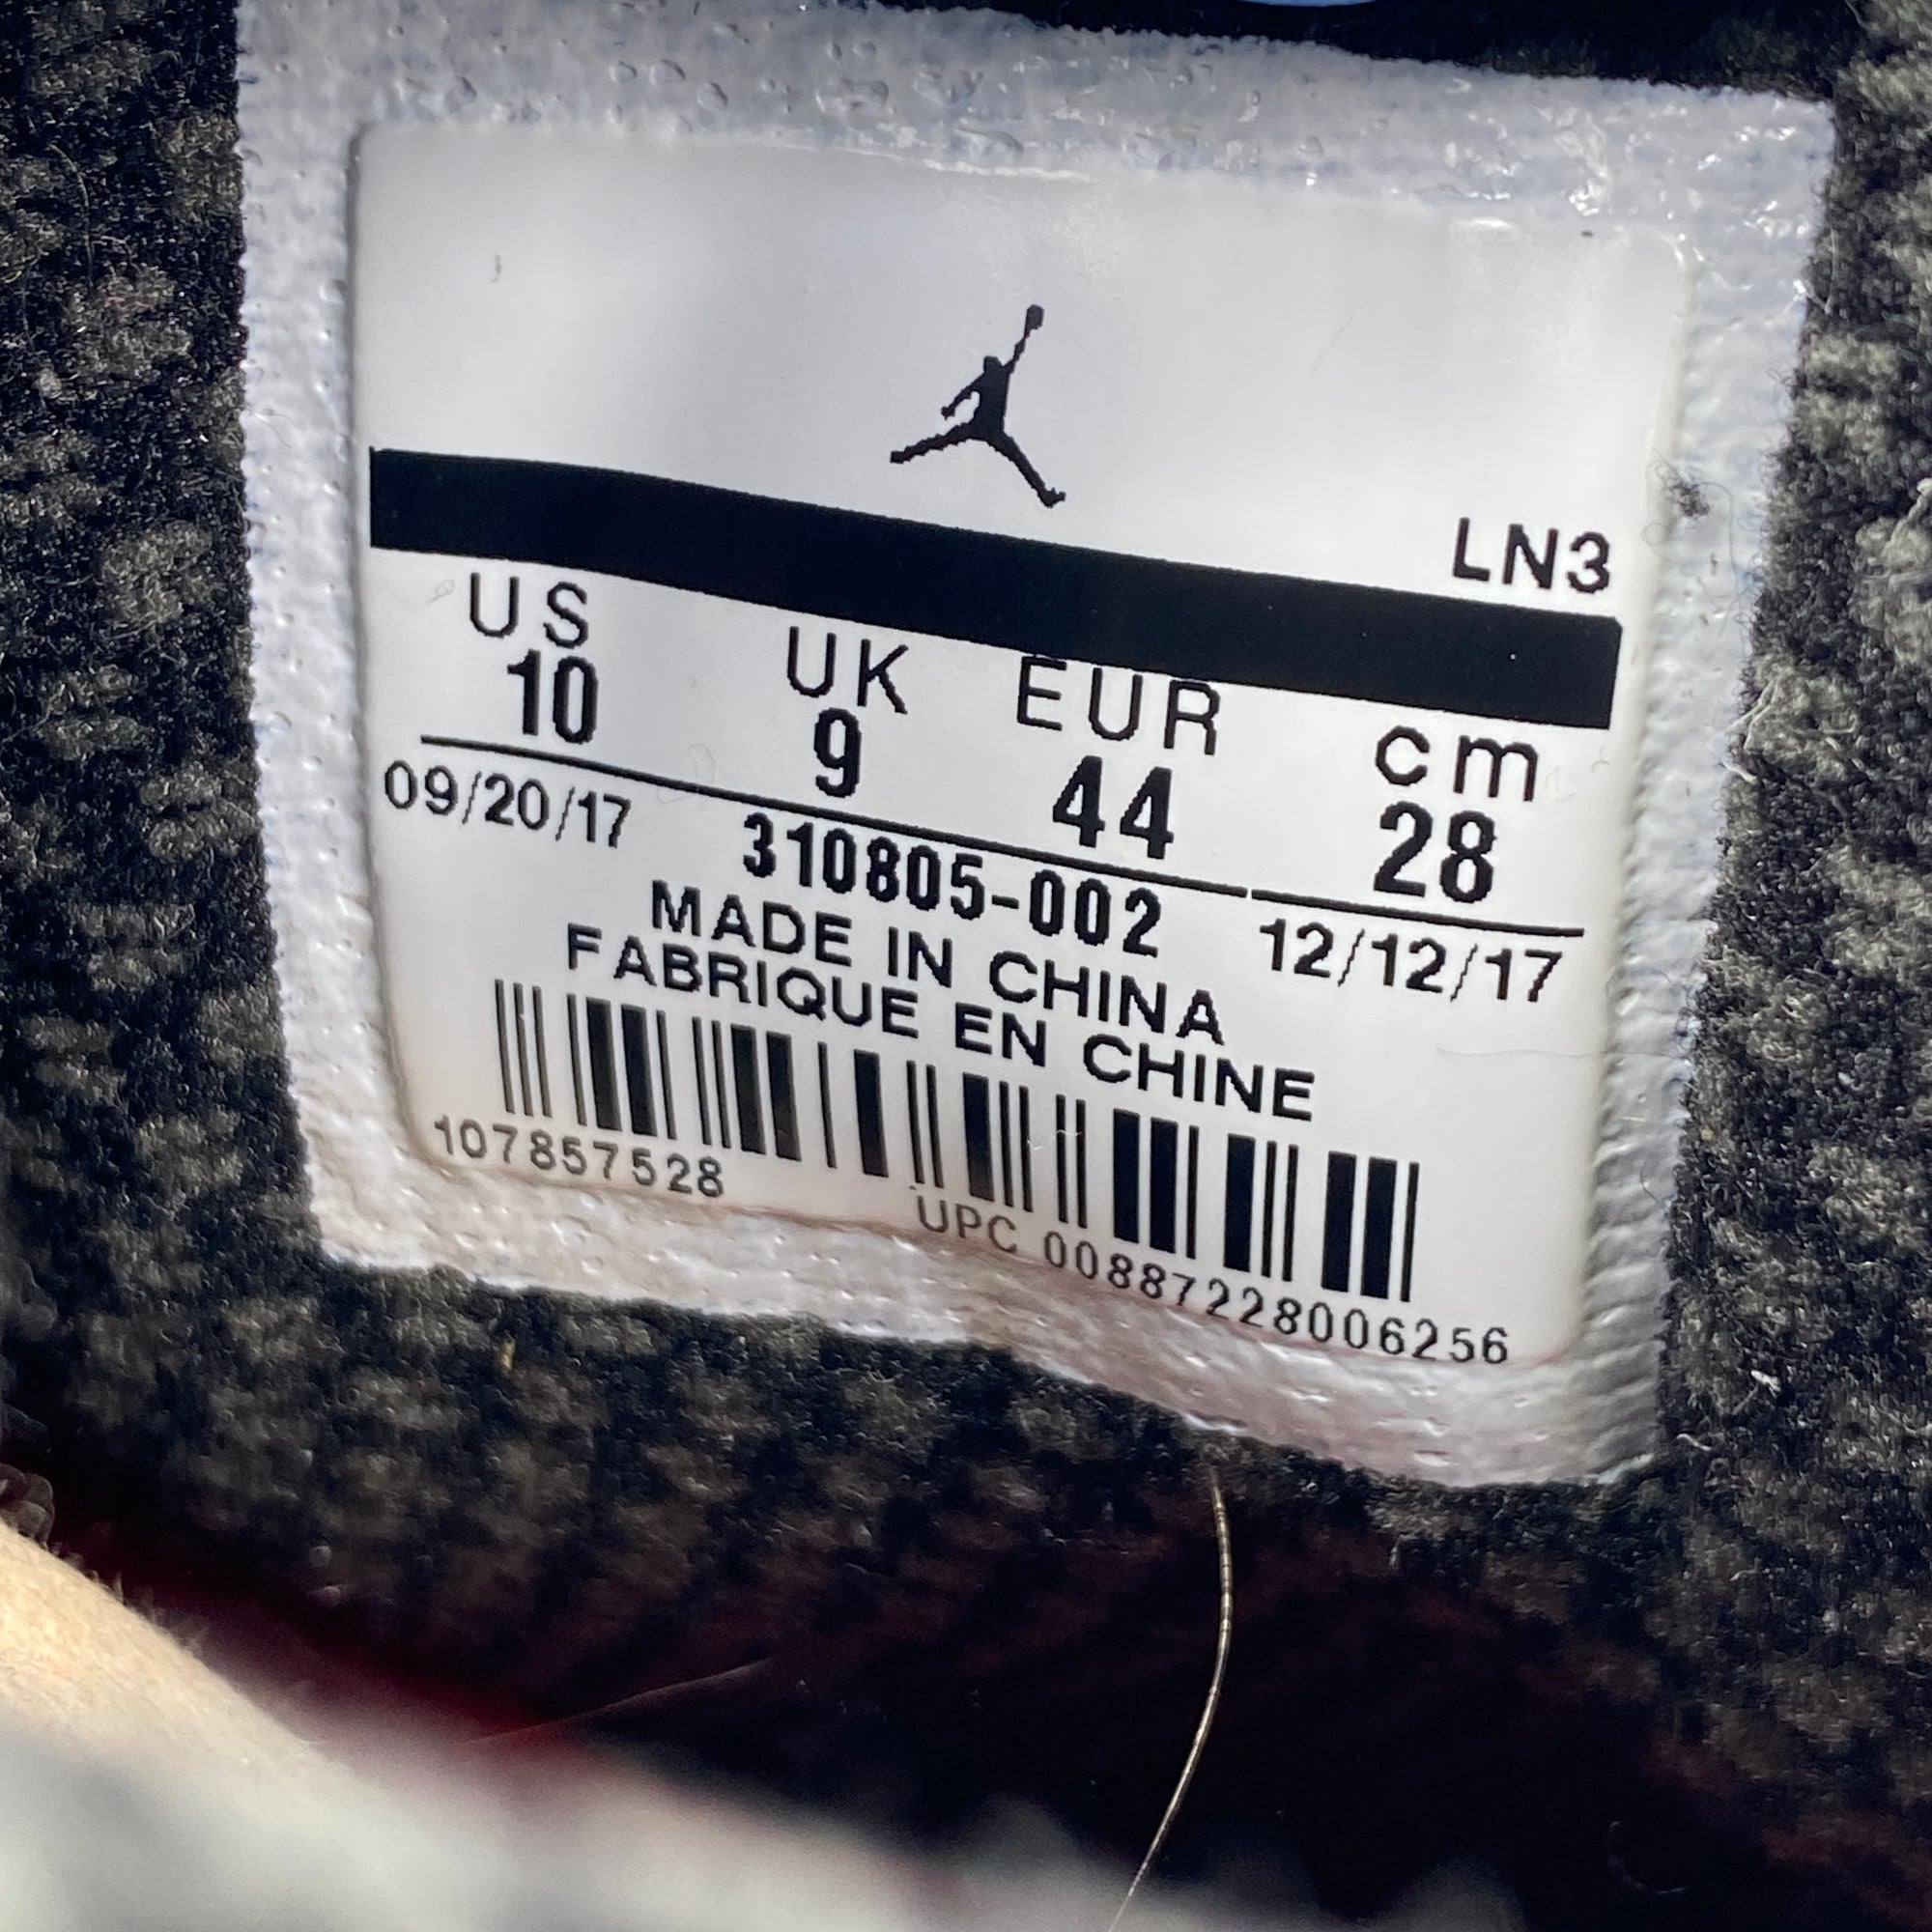 LN3
US UK EUR cm
10 9 44 28
09/20/17 310805-002 12/12/17
MADE IN CHINA
FABRIQUE EN CHINE
107857528 UPC 00887228006256